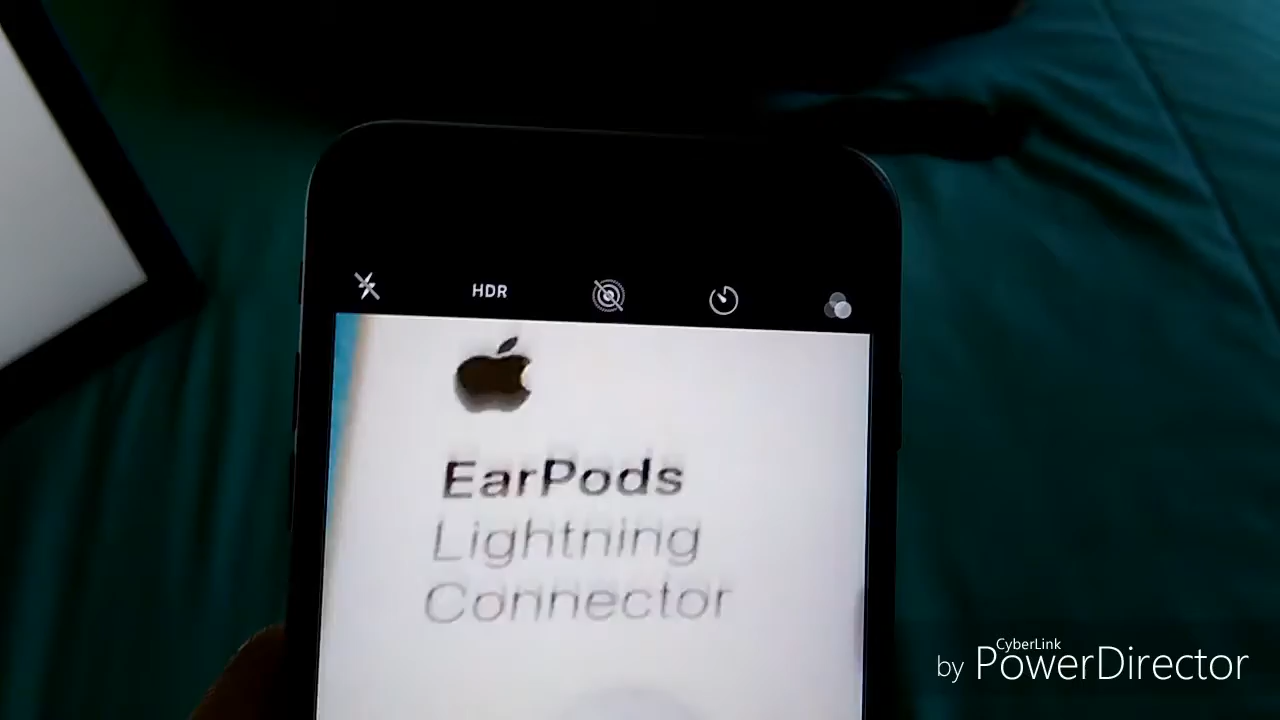 HDR
EarPods
Lightning
Connector
CyberLink
by PowerDirector